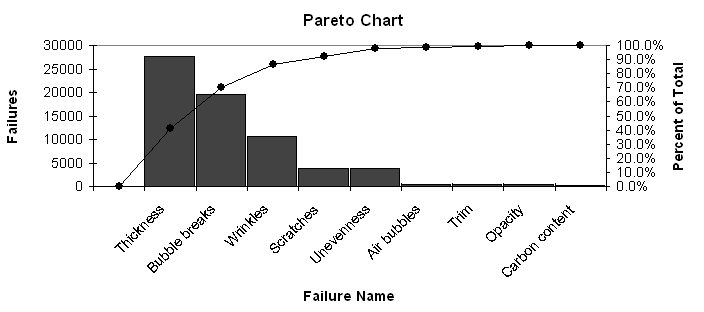 Pareto Chart
Failures
30000
25000
20000
15000
10000
5000
0
100.0%
90.0%
80.0%
70.0%
60.0%
50.0%
40.0%
30.0%
20.0%
10.0%
0.0%
Percent of Total
Thickness
Bubble breaks
Wrinkles
Scratches
Unevenness
Air bubbles
Trim
Opacity
Carbon content
Failure Name